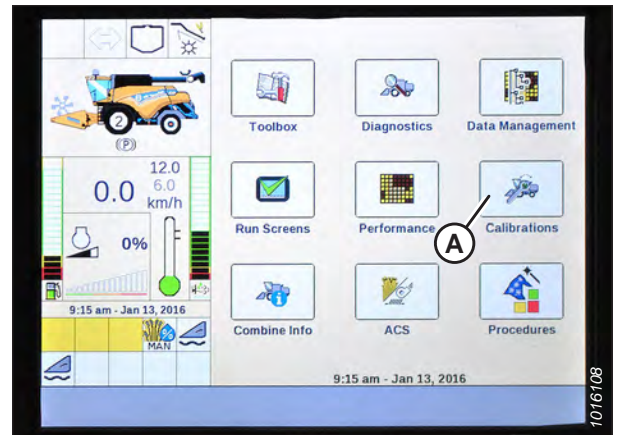 2
(P)
12.0
0.0 6.0
km/h
0%
9:15 am - Jan 13, 2016
MAN
Toolbox Diagnostics Data Management
Run Screens Performance Calibrations
A
Combine Info ACS Procedures
9:15 am - Jan 13, 2016
1016108